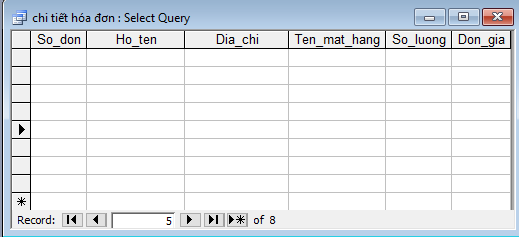 chi tiết hóa đơn : Select Query
So_don Ho_ten Dia_chi Ten_mat_hang So_luong Don_gia
Record: 5 of 8